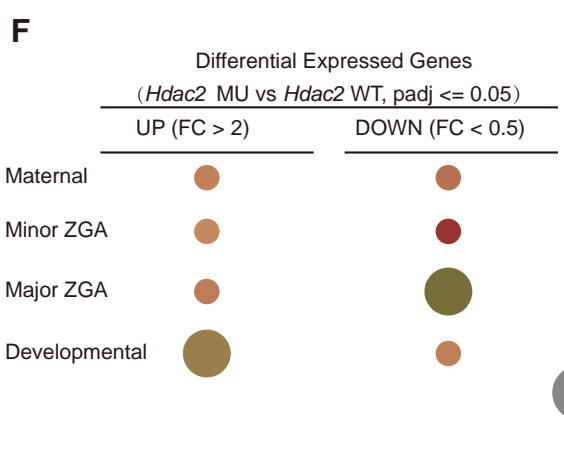 F
Differential Expressed Genes
(Hdac2 MU vs Hdac2 WT, padj <= 0.05)
UP (FC > 2) DOWN (FC < 0.5)
Maternal
Minor ZGA
Major ZGA
Developmental